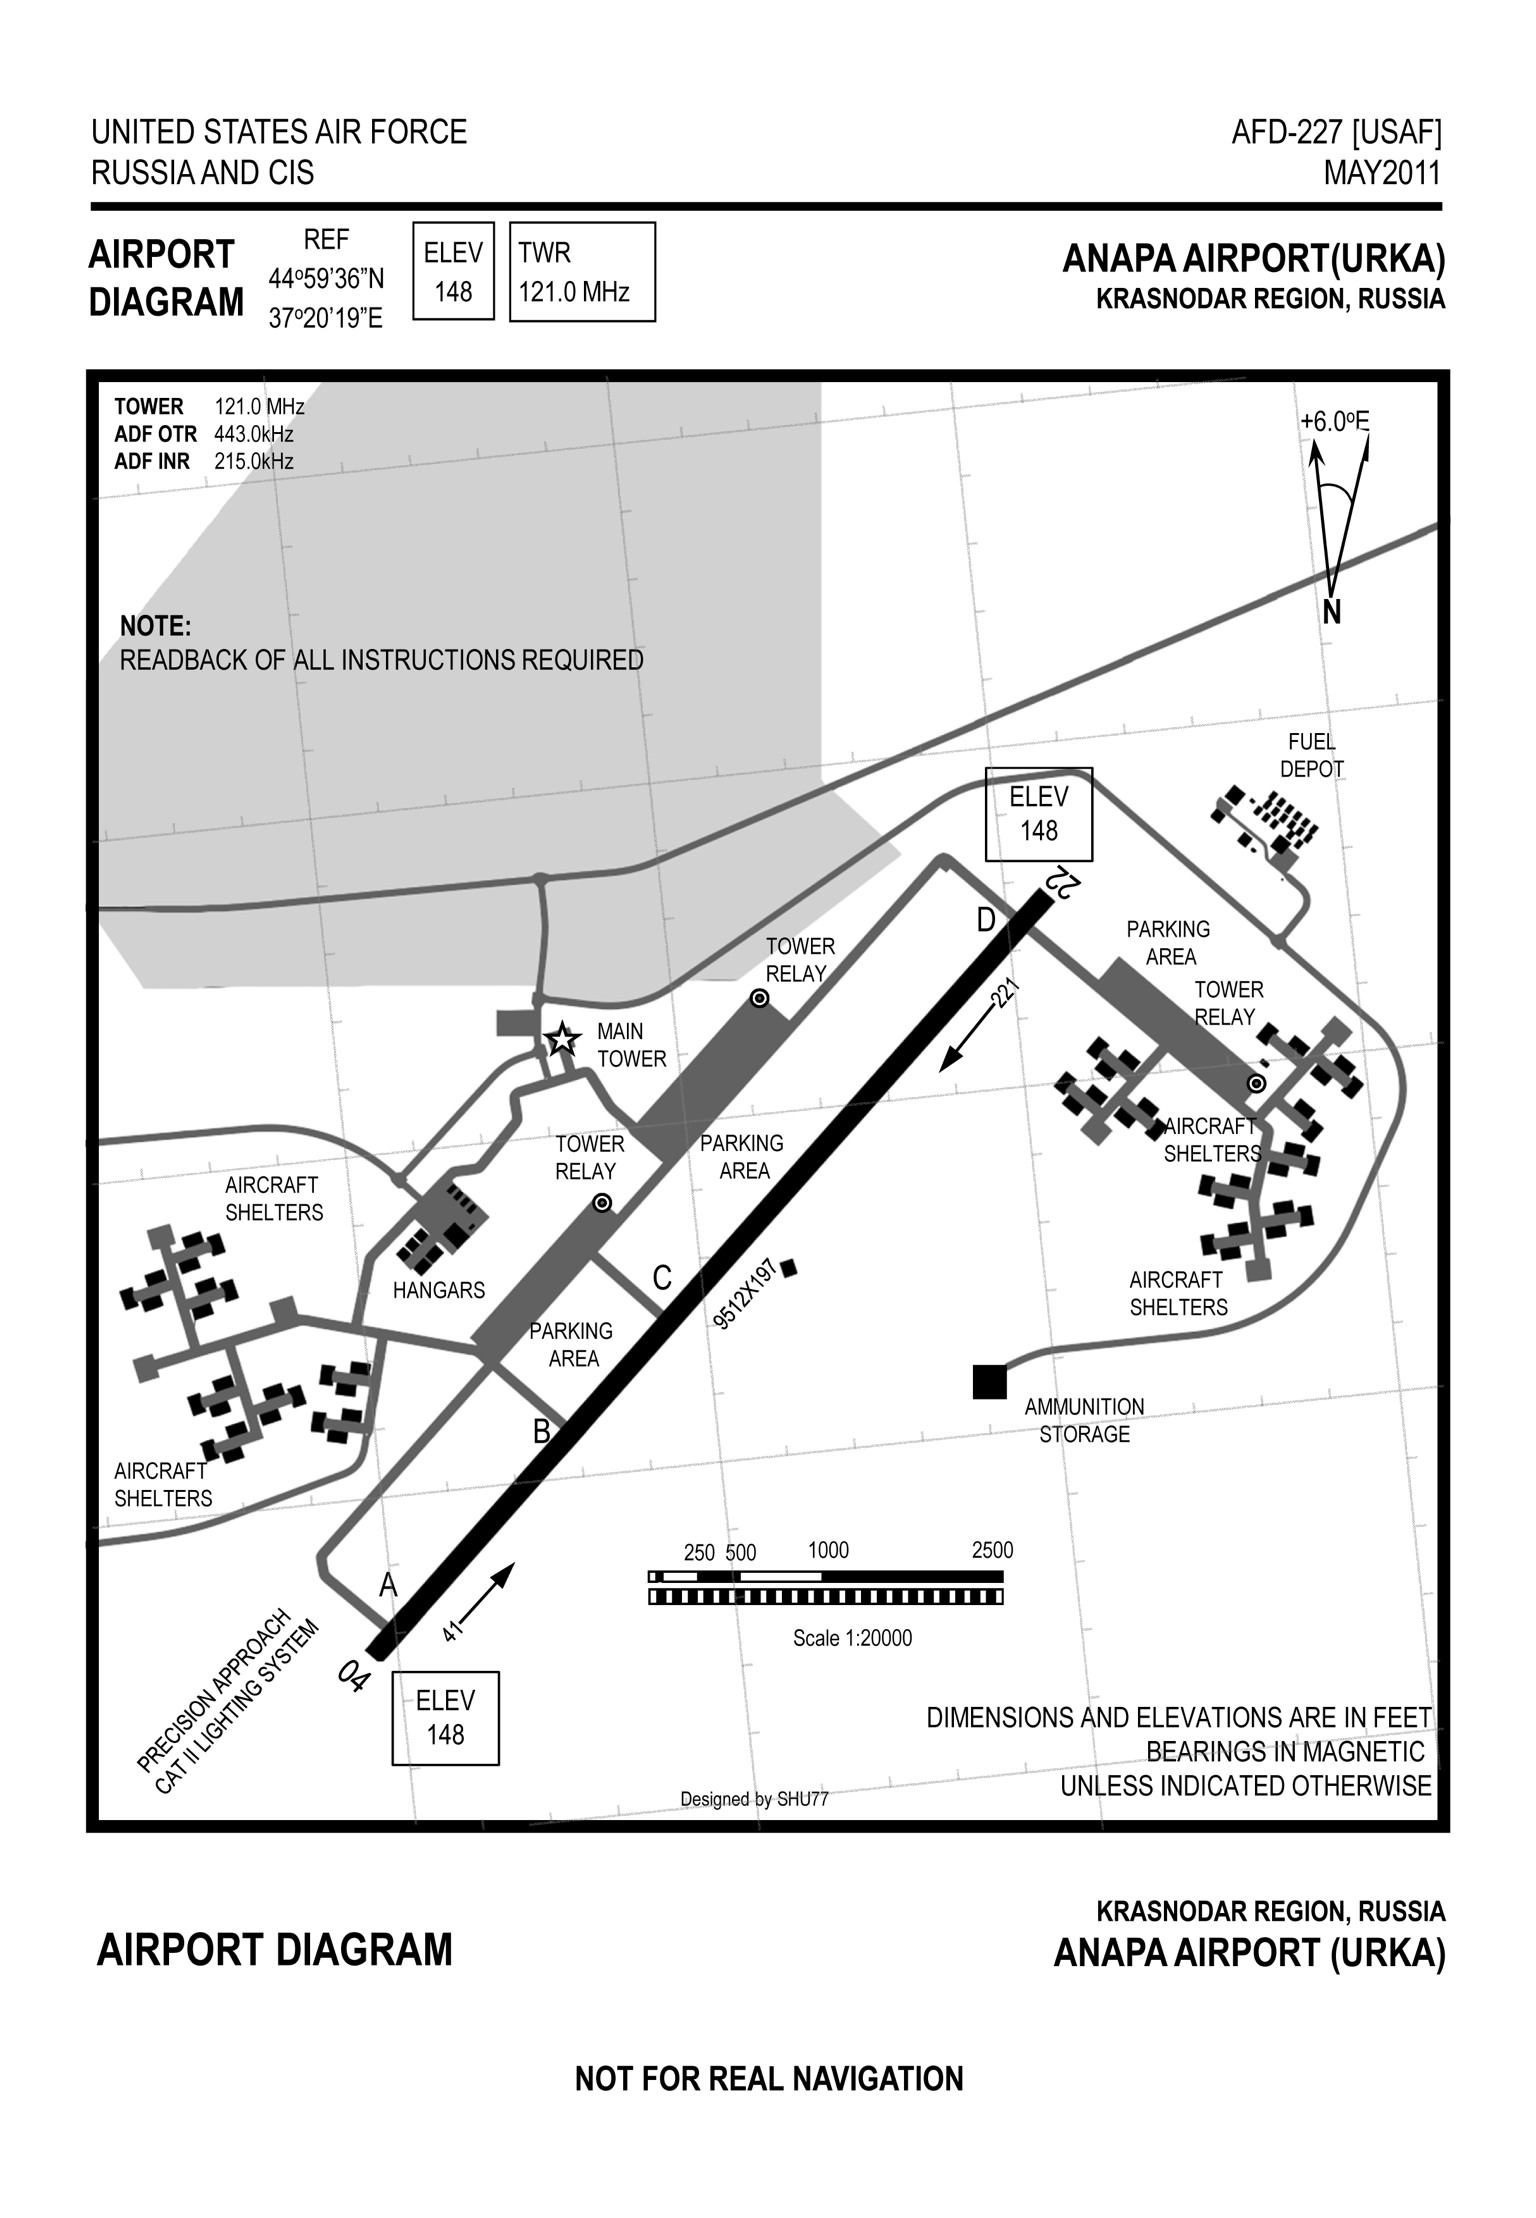 UNITED STATES AIR FORCE
RUSSIA AND CIS
AFD-227 [USAF]
MAY2011
AIRPORT
DIAGRAM
REF
44º59’36”N
37º20’19”E
ELEV
148
TWR
121.0 MHz
ANAPA AIRPORT(URKA)
KRASNODAR REGION, RUSSIA
TOWER 121.0 MHz
ADF OTR 443.0kHz
ADF INR 215.0kHz
+6.0ºE
N
NOTE:
READBACK OF ALL INSTRUCTIONS REQUIRED
FUEL
DEPOT
ELEV
148
22
D
PARKING
AREA
TOWER
RELAY
TOWER
RELAY
221
MAIN
TOWER
TOWER
RELAY
PARKING
AREA
AIRCRAFT
SHELTERS
AIRCRAFT
SHELTERS
HANGARS
C
9512X197
AIRCRAFT
SHELTERS
PARKING
AREA
B
AMMUNITION
STORAGE
AIRCRAFT
SHELTERS
A
41
04
PRECISION APPROACH
CAT II LIGHTING SYSTEM
250 500 1000 2500
Scale 1:20000
ELEV
148
DIMENSIONS AND ELEVATIONS ARE IN FEET
BEARINGS IN MAGNETIC
UNLESS INDICATED OTHERWISE
Designed by SHU77
AIRPORT DIAGRAM
KRASNODAR REGION, RUSSIA
ANAPA AIRPORT (URKA)
NOT FOR REAL NAVIGATION